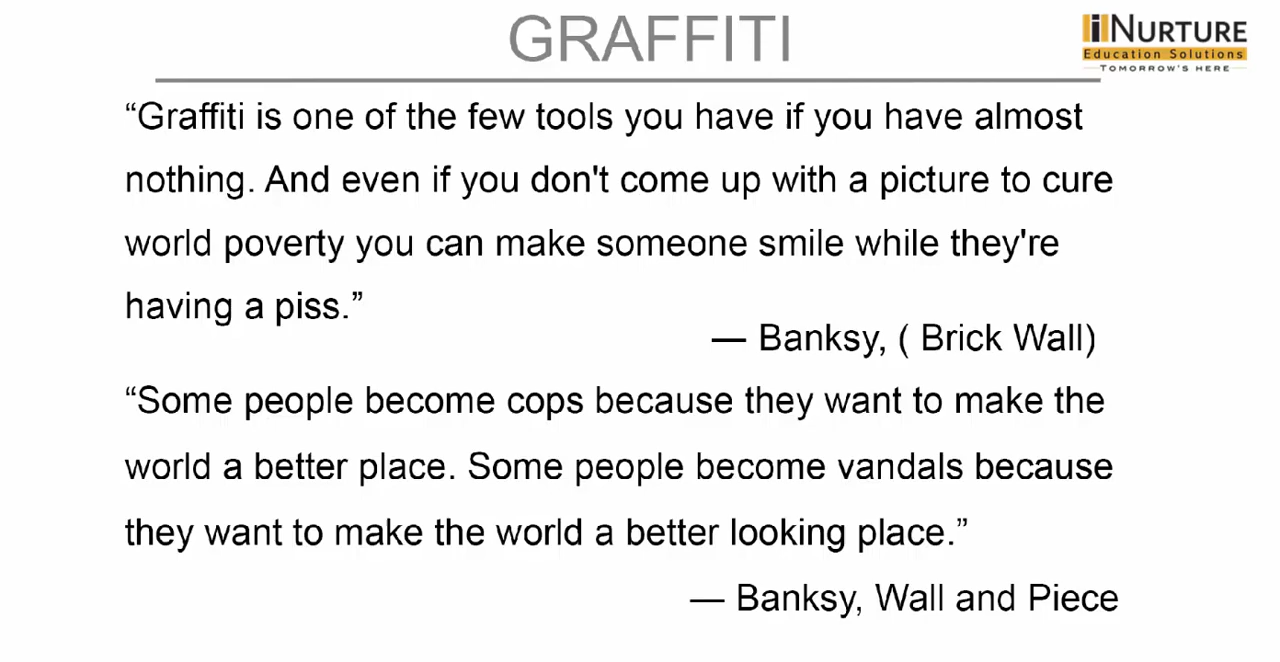 GRAFFITI
iNURTURE
Education Solutions
TOMORROW'S HERE
“Graffiti is one of the few tools you have if you have almost
nothing. And even if you don't come up with a picture to cure
world poverty you can make someone smile while they're
having a piss.”
— Banksy, ( Brick Wall)
“Some people become cops because they want to make the
world a better place. Some people become vandals because
they want to make the world a better looking place.”
— Banksy, Wall and Piece